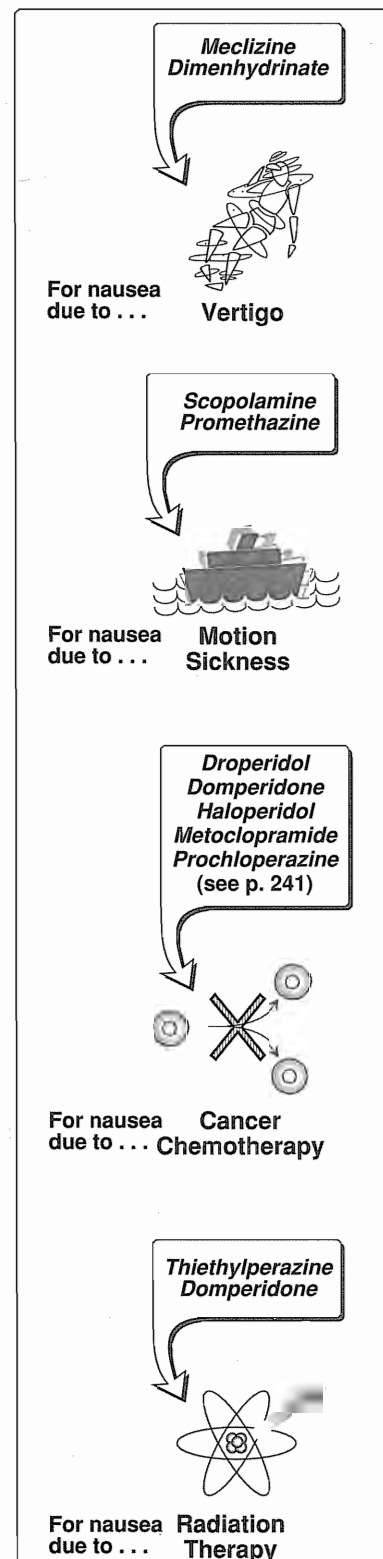 Meclizine
Dimenhydrinate
For nausea
due to . . . Vertigo
Scopolamine
Promethazine
For nausea Motion
due to . . . Sickness
Droperidol
Domperidone
Haloperidol
Metoclopramide
Prochloperazine
(see p. 241)
For nausea Cancer
due to . . . Chemotherapy
Thiethylperazine
Domperidone
For nausea Radiation
due to . . . Therapy